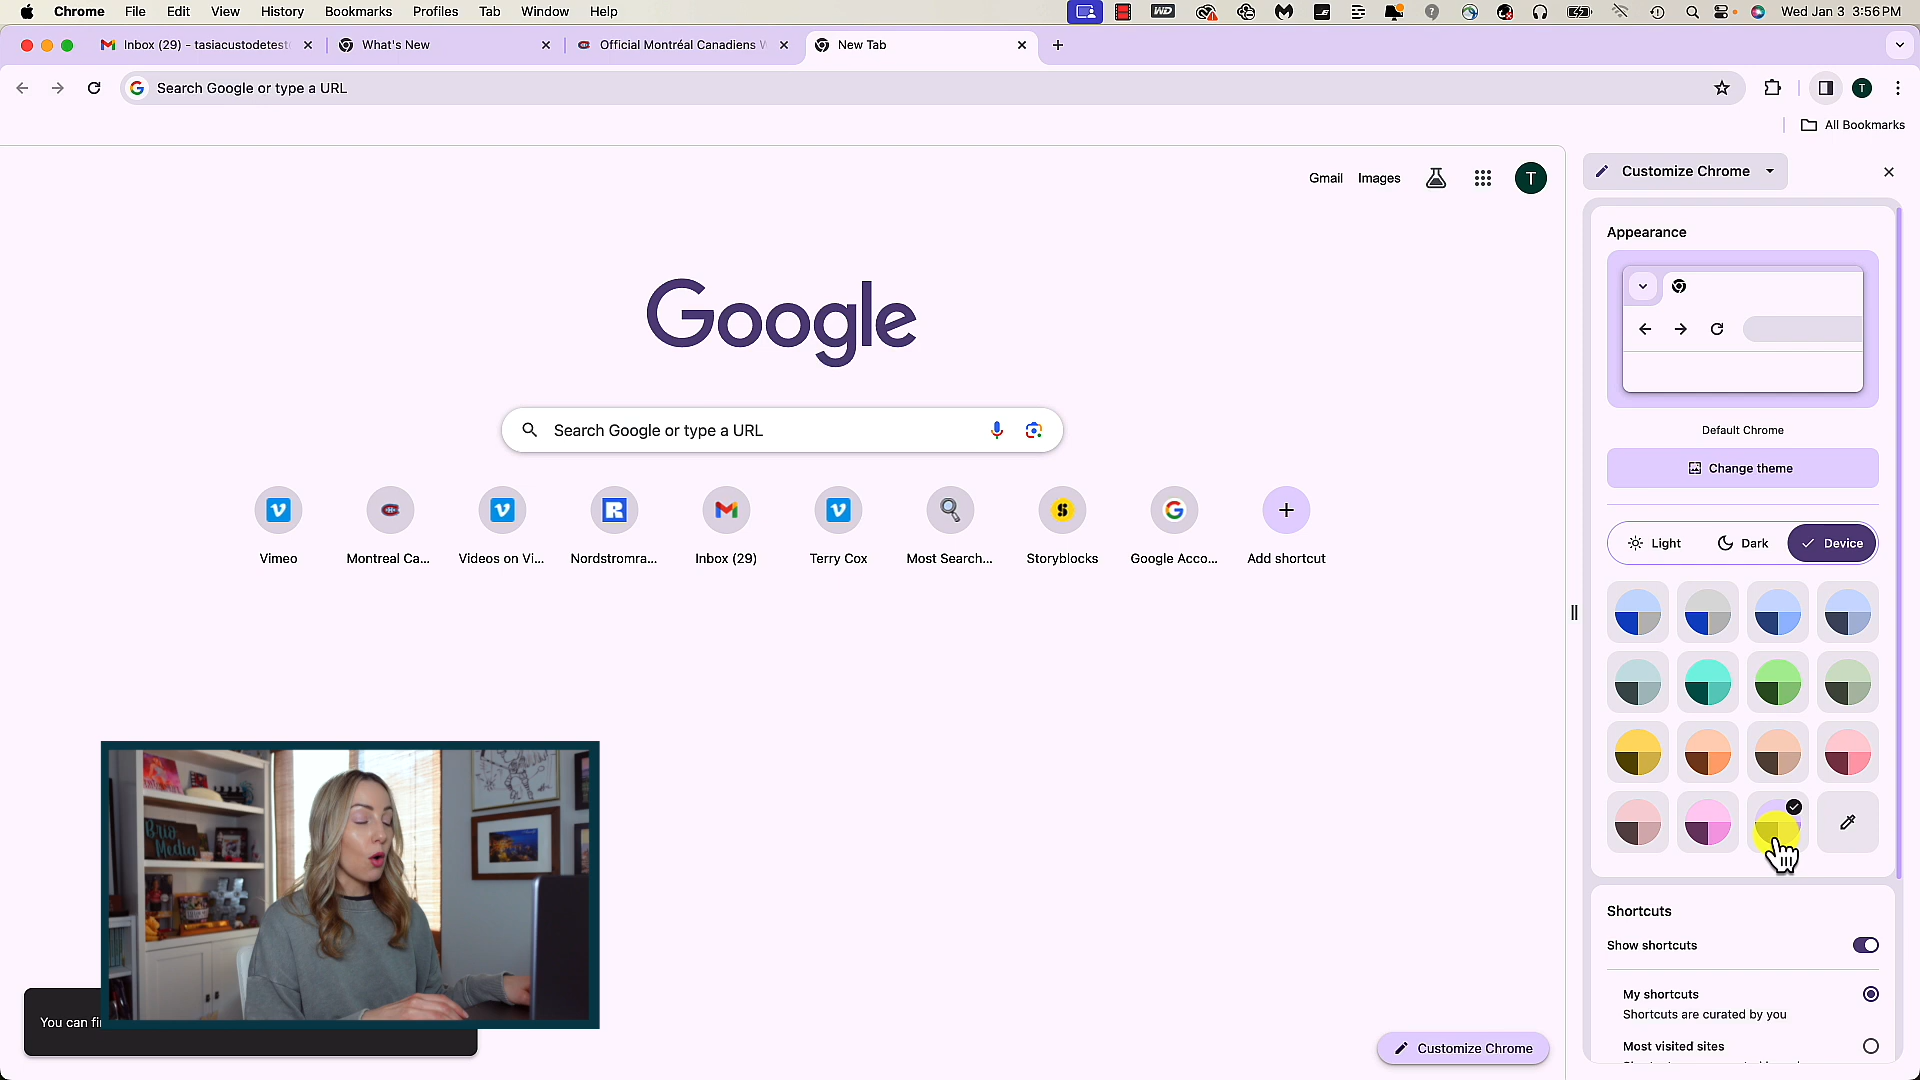 Chrome File Edit View History Bookmarks Profiles Tab Window Help WD Wed Jan 3 3:56 PM
Inbox (29) - tasiacustodetest What's New Official Montréal Canadiens W New Tab
Search Google or type a URL
All Bookmarks
Gmail Images T
Customize Chrome
Appearance
Google
Default Chrome
Search Google or type a URL
Change theme
Light Dark Device
Vimeo Montreal Ca... Videos on Vi... Nordstromra... Inbox (29) Terry Cox Most Search... Storyblocks Google Acco... Add shortcut
Brio
Media
Shortcuts
Show shortcuts
My shortcuts
Shortcuts are curated by you
You can fi
Most visited sites
Customize Chrome